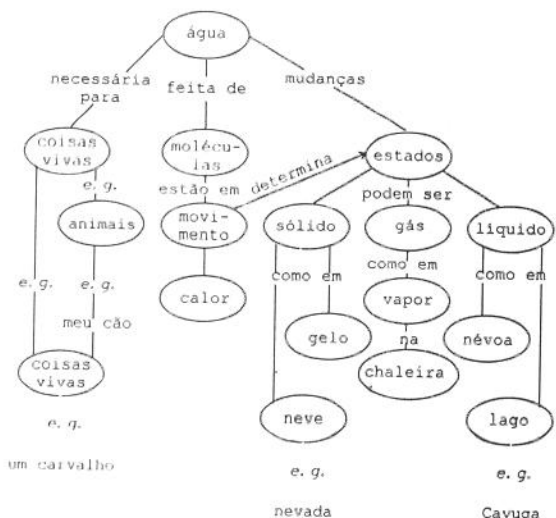 água
necessária
para
feita de
mudanças
coisas
vivas
molécu-
las
estados
e. g.
estão em
determina
podem ser
animais
movi-
mento
sólido
gás
líquido
como em
como em
como em
e. g.
e. g.
calor
vapor
meu cão
gelo
na
névoa
coisas
vivas
chaleira
neve
lago
e. g.
e. g.
e. g.
um carvalho
nevada
Cayuga